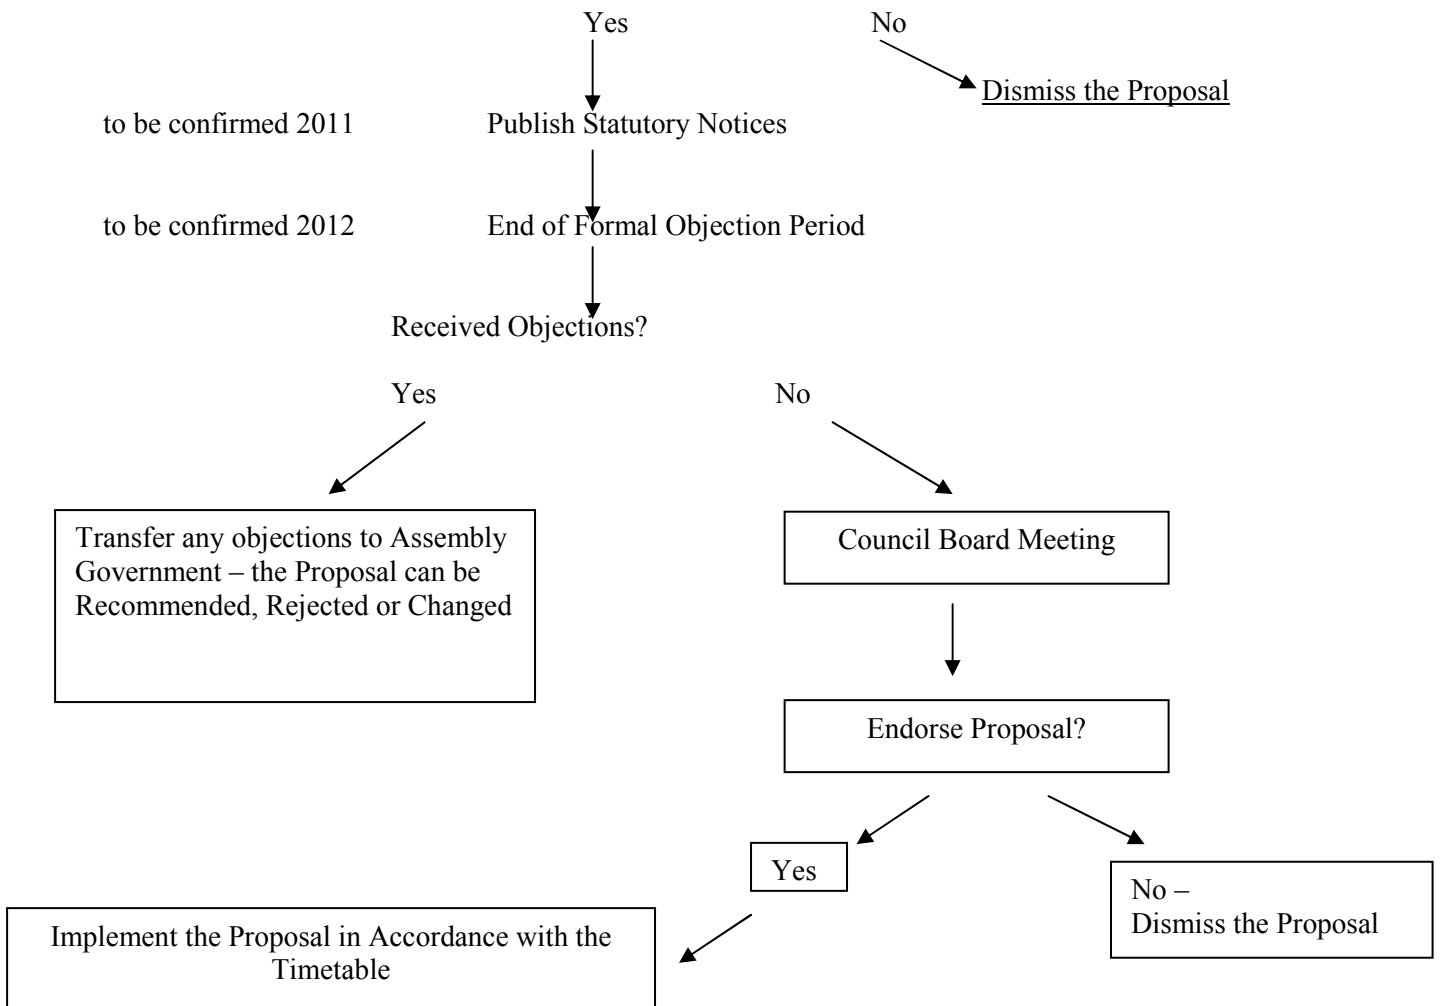 Yes
No
Dismiss the Proposal
to be confirmed 2011
Publish Statutory Notices
to be confirmed 2012
End of Formal Objection Period
Received Objections?
Yes
No
Transfer any objections to Assembly
Government – the Proposal can be
Recommended, Rejected or Changed
Council Board Meeting
Endorse Proposal?
Yes
No –
Dismiss the Proposal
Implement the Proposal in Accordance with the
Timetable